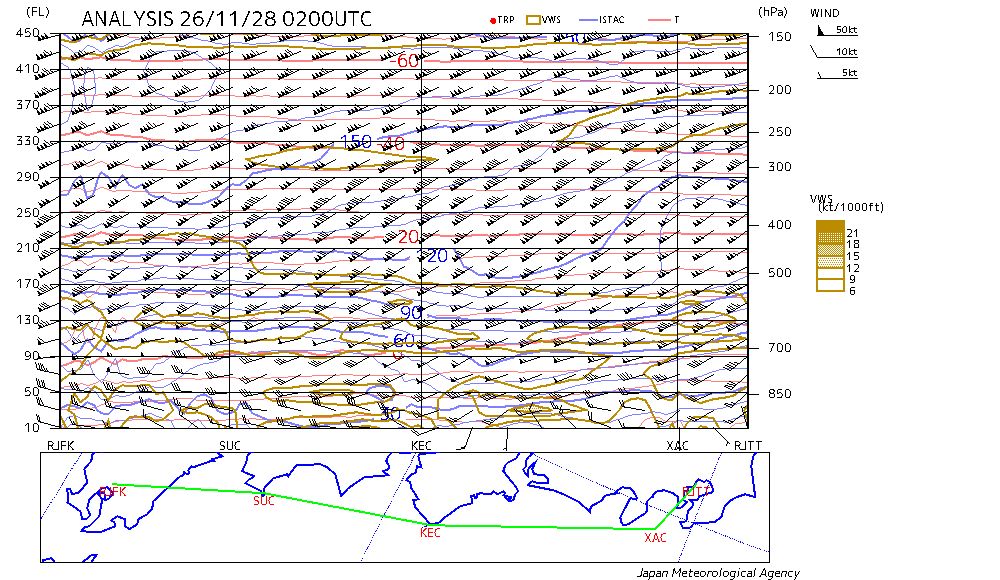 (FL) ANALYSIS 26/11/28 0200UTC TRP VWS ISTAC T (hPa) WIND
450 150 50kt
410 -60 10kt
5kt
370 200
330 150 -40 250
290 300
VWS
(kt/1000ft)
250 400
21
18
15
12
9
6
210 20
120
170 500
130 90
60
90 0 700
50 850
30
10
RJFK SUC KEC XAC RJTT
RJFK SUC KEC XAC RJTT
Japan Meteorological Agency